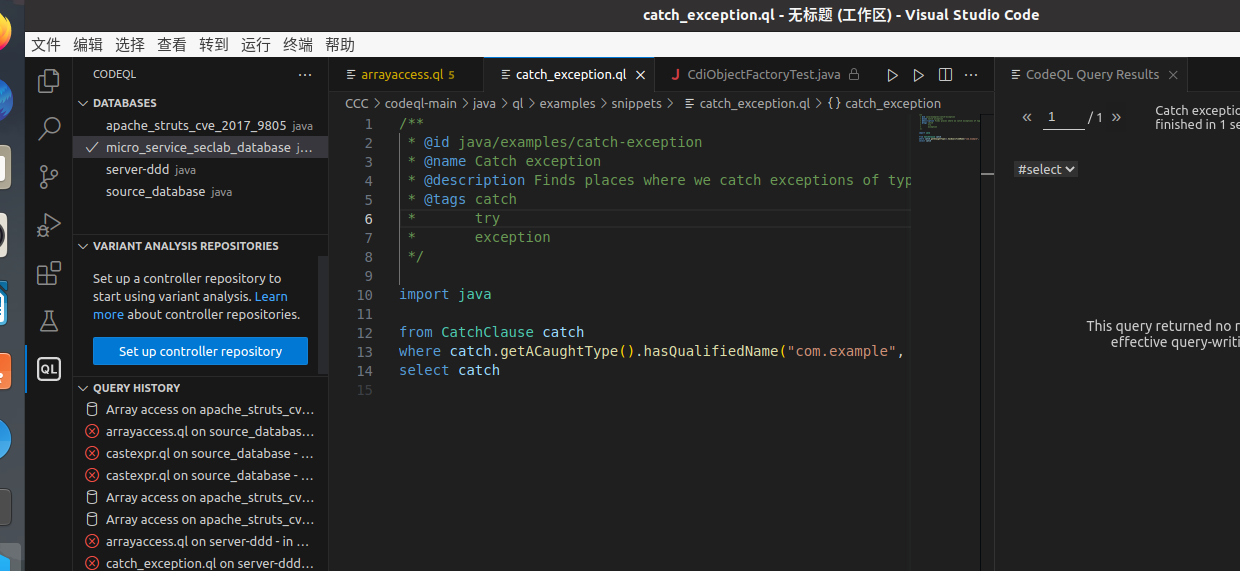 catch_exception.ql - 无标题 (工作区) - Visual Studio Code
文件 编辑 选择 查看 转到 运行 终端 帮助
CODEQL
DATABASES
apache_struts_cve_2017_9805 java
micro_service_seclab_database j...
server-ddd java
source_database java
VARIANT ANALYSIS REPOSITORIES
Set up a controller repository to
start using variant analysis. Learn
more about controller repositories.
Set up controller repository
QL
QUERY HISTORY
Array access on apache_struts_cv...
arrayaccess.ql on source_databas...
castexpr.ql on source_database - ...
castexpr.ql on source_database - ...
Array access on apache_struts_cv...
Array access on apache_struts_cv...
arrayaccess.ql on server-ddd - in ...
catch_exception.ql on server-ddd...
arrayaccess.ql 5
catch_exception.ql
J CdiObjectFactoryTest.java
CCC > codeql-main > java > ql > examples > snippets > catch_exception.ql > {} catch_exception
1 /**
2 * @id java/examples/catch-exception
3 * @name Catch exception
4 * @description Finds places where we catch exceptions of typ
5 * @tags catch
6 * try
7 * exception
8 */
9
10 import java
11
12 from CatchClause catch
13 where catch.getACaughtType().hasQualifiedName("com.example",
14 select catch
15
CodeQL Query Results
« 1 / 1 »
Catch exceptio
finished in 1 se
#select
This query returned no r
effective query-writi